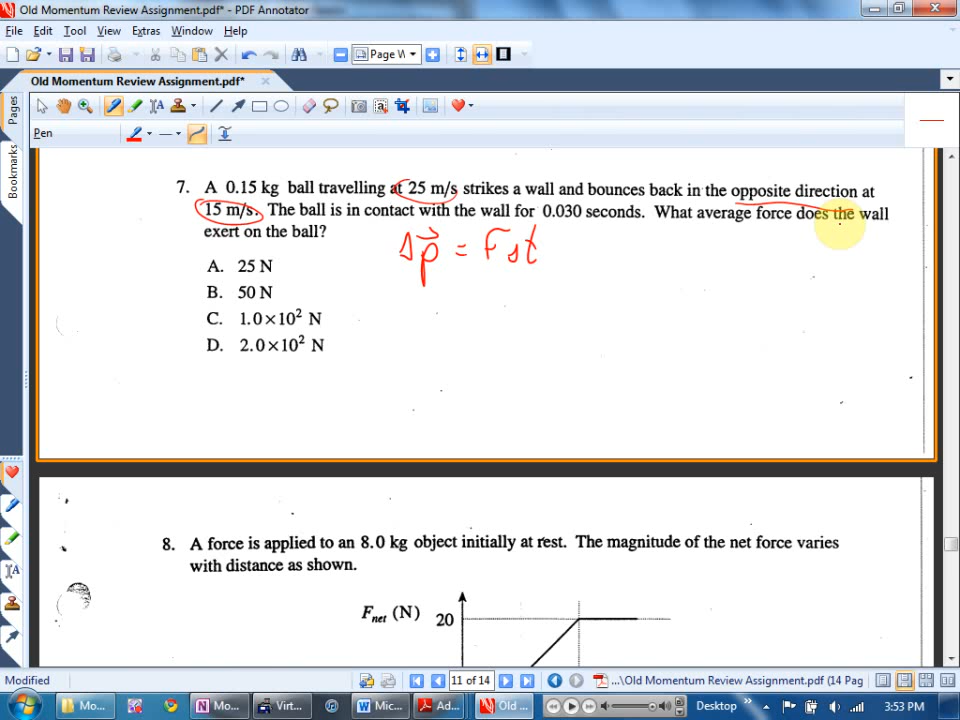 Old Momentum Review Assignment.pdf* - PDF Annotator
File Edit Tool View Extras Window Help
Page W
Old Momentum Review Assignment.pdf*
Pen
Pages
Bookmarks
7. A 0.15 kg ball travelling at 25 m/s strikes a wall and bounces back in the opposite direction at
15 m/s. The ball is in contact with the wall for 0.030 seconds. What average force does the wall
exert on the ball?
Δp = FΔt
A. 25 N
B. 50 N
C. 1.0×10² N
D. 2.0×10² N
8. A force is applied to an 8.0 kg object initially at rest. The magnitude of the net force varies
with distance as shown.
Fnet (N) 20
Modified
11 of 14
...\Old Momentum Review Assignment.pdf (14 Pag
Mo...
Mo...
Virt...
Mic...
Ad...
Old ...
Desktop
3:53 PM